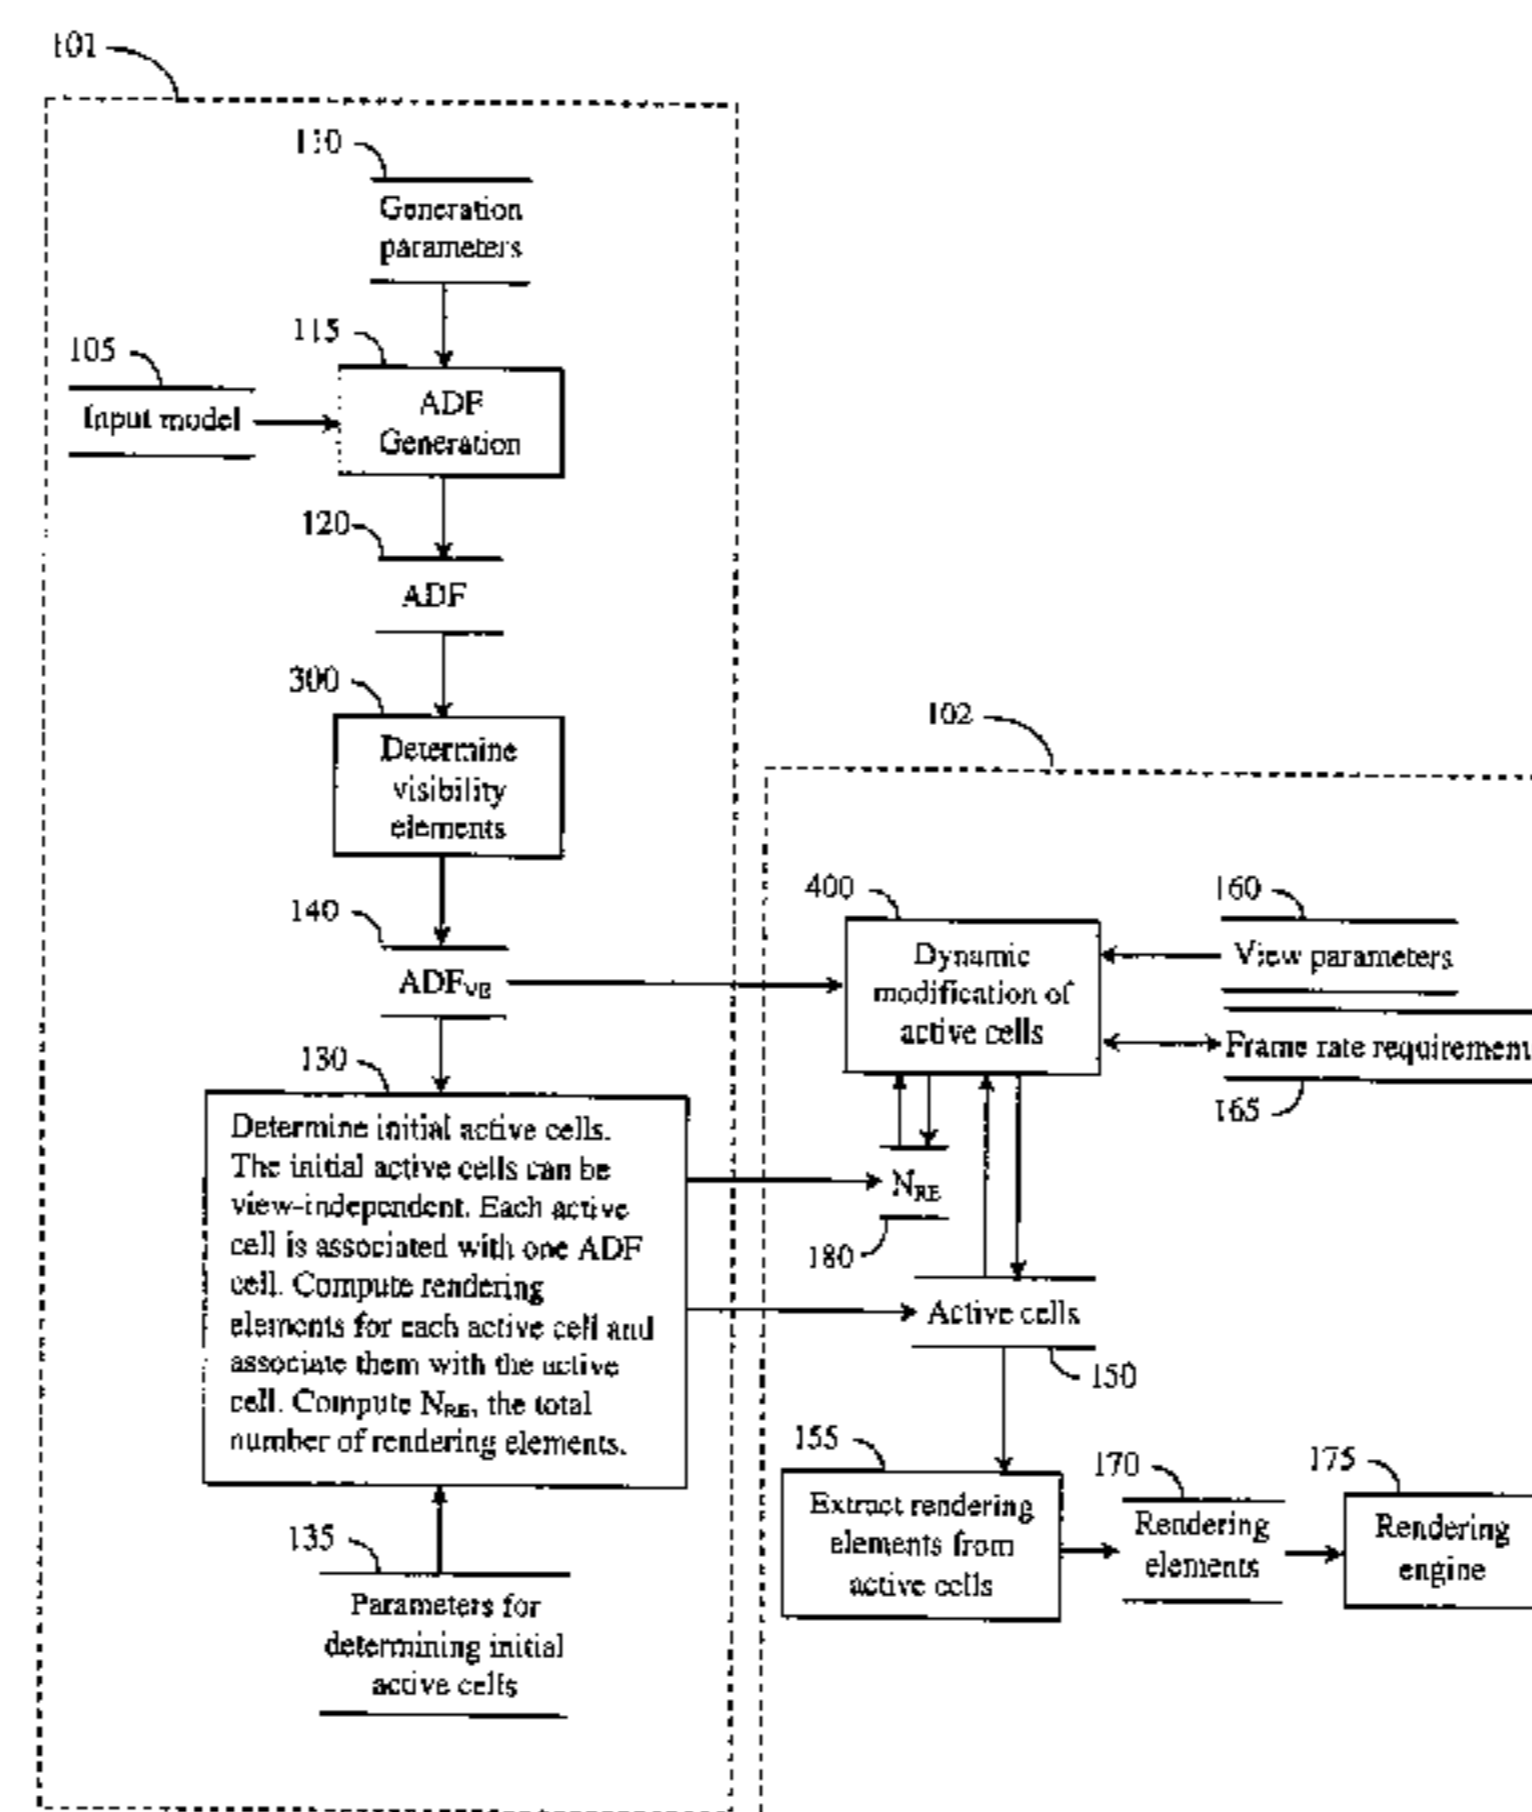 101
110
Generation
parameters
115
105
Input model
ADF
Generation
120
ADF
300
Determine
visibility
elements
140
ADFVE
130
Determine initial active cells.
The initial active cells can be
view-independent. Each active
cell is associated with one ADF
cell. Compute rendering
elements for each active cell and
associate them with the active
cell. Compute NRE, the total
number of rendering elements.
135
Parameters for
determining initial
active cells
102
400
Dynamic
modification of
active cells
160
View parameters
Frame rate requirement
165
NRE
180
Active cells
150
155
Extract rendering
elements from
active cells
170
Rendering
elements
175
Rendering
engine